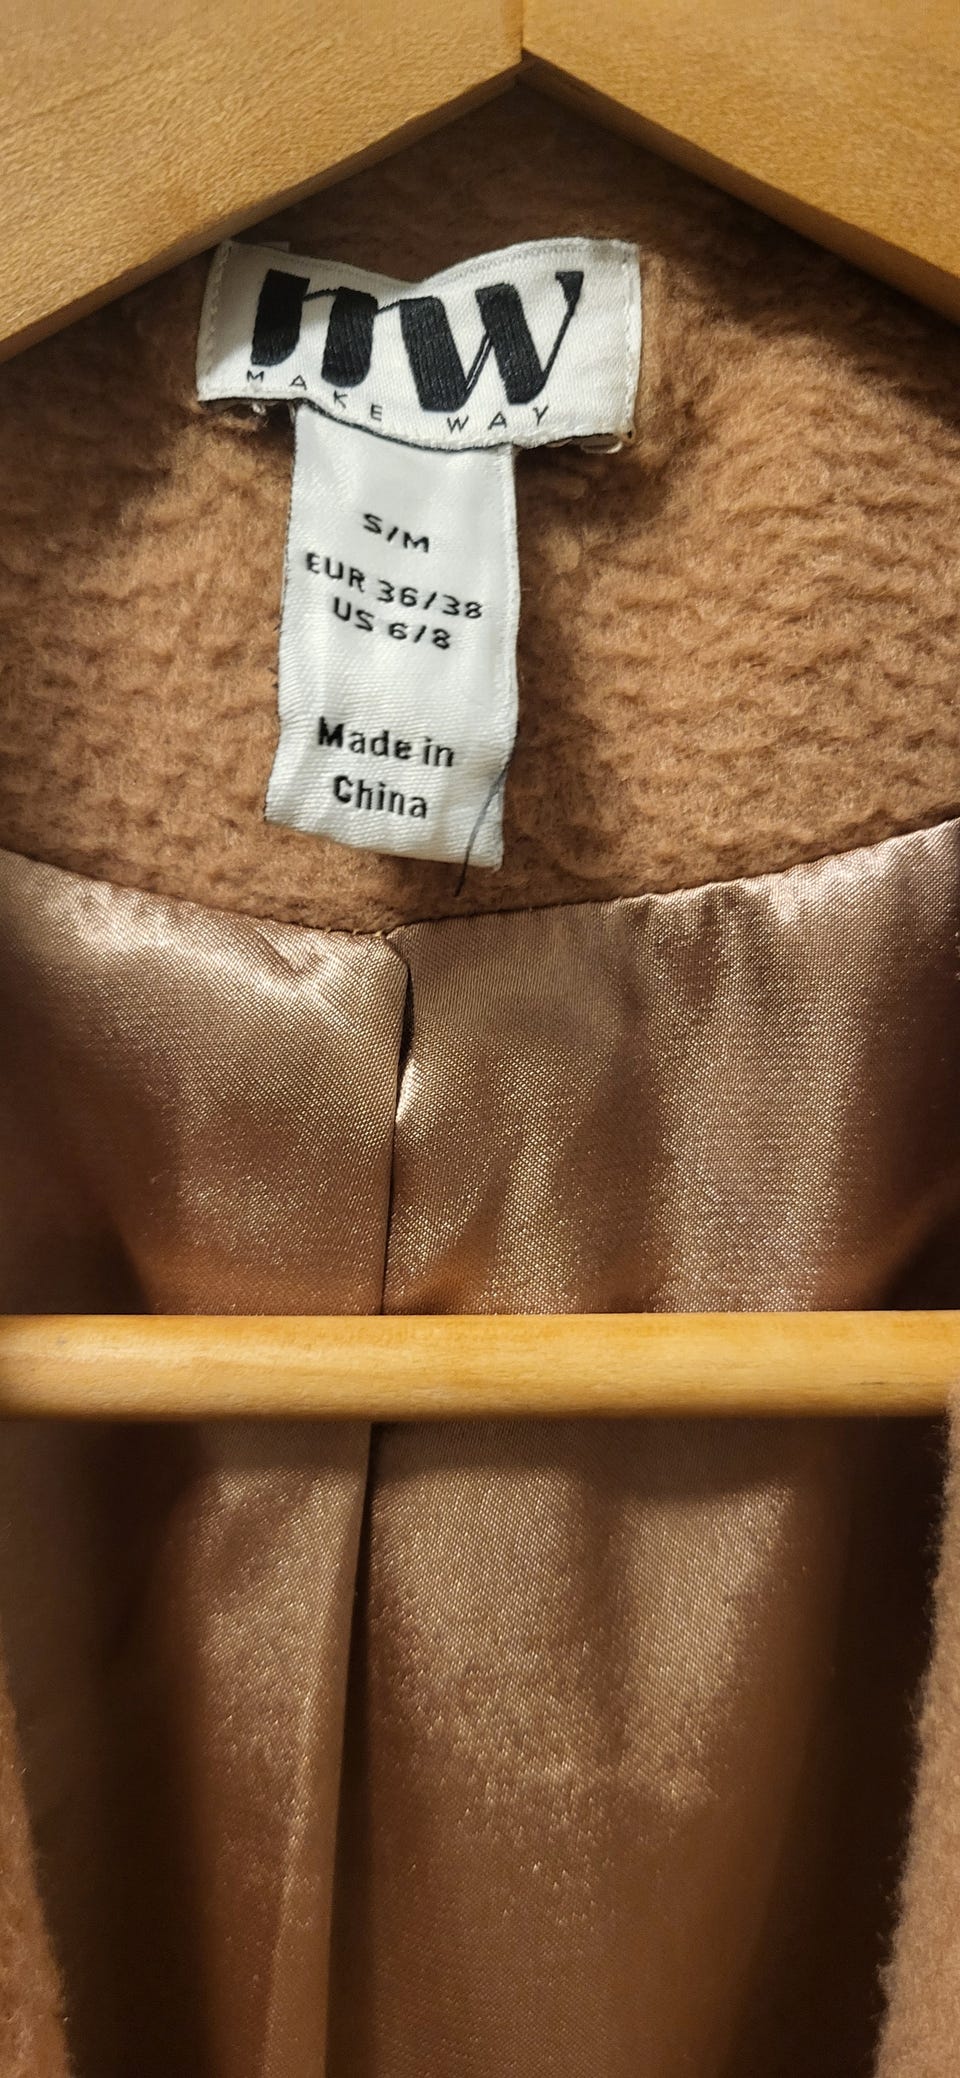 mw
MAKE WAY
S/M
EUR 36/38
US 6/8
Made in
China